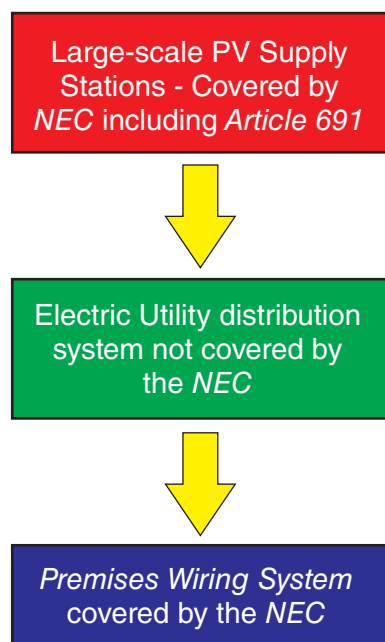 Large-scale PV Supply
Stations - Covered by
NEC including Article 691
Electric Utility distribution
system not covered by
the NEC
Premises Wiring System
covered by the NEC